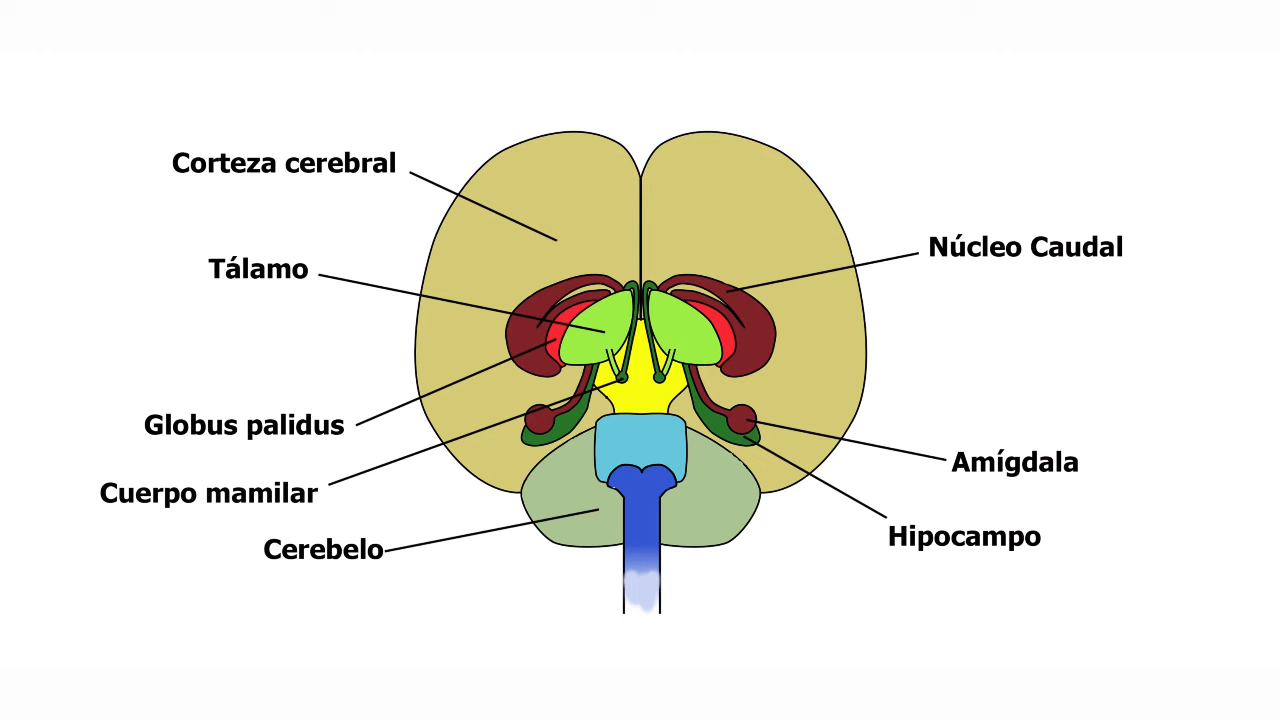 Corteza cerebral
Tálamo
Globus palidus
Cuerpo mamilar
Cerebelo
Núcleo Caudal
Amígdala
Hipocampo